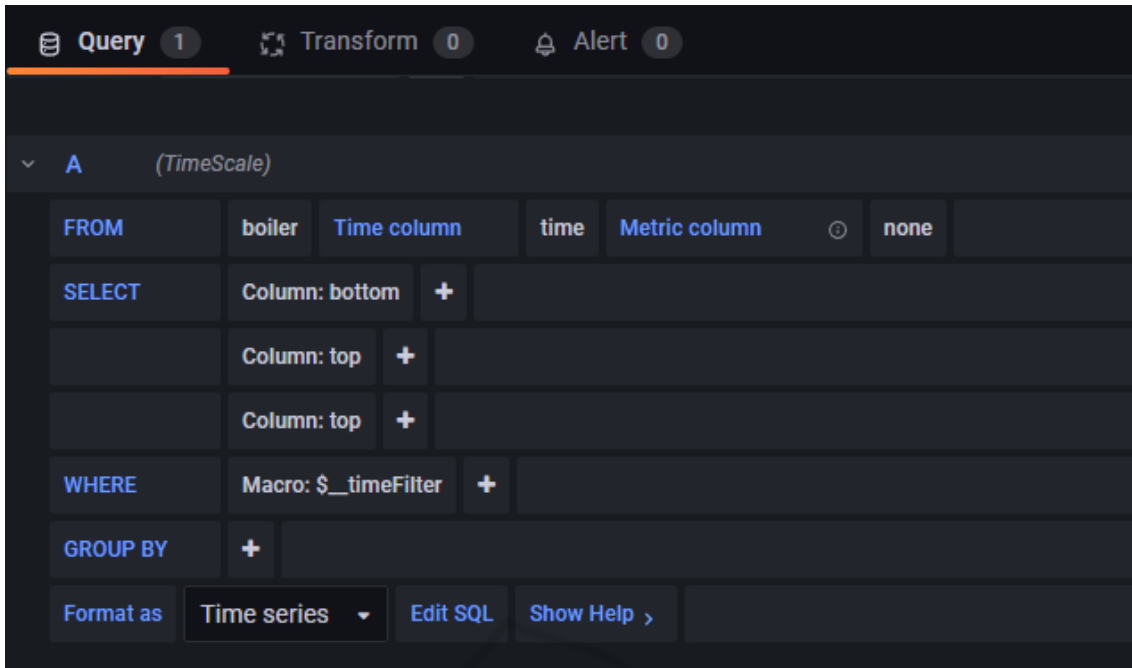 Query 1 Transform 0 Alert 0
A (TimeScale)
FROM boiler Time column time Metric column none
SELECT Column: bottom +
Column: top +
Column: top +
WHERE Macro: $__timeFilter +
GROUP BY +
Format as Time series Edit SQL Show Help >